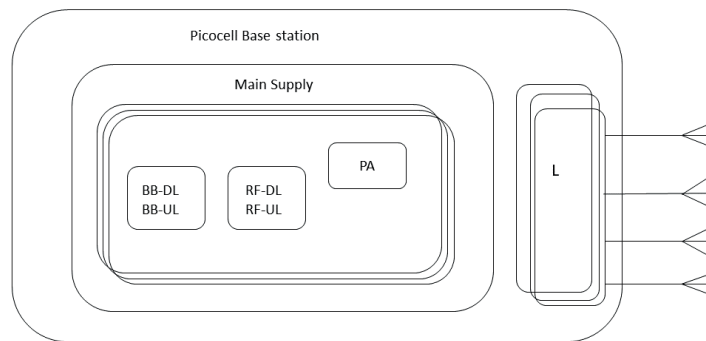 Picocell Base station
Main Supply
PA
BB-DL
BB-UL
RF-DL
RF-UL
L